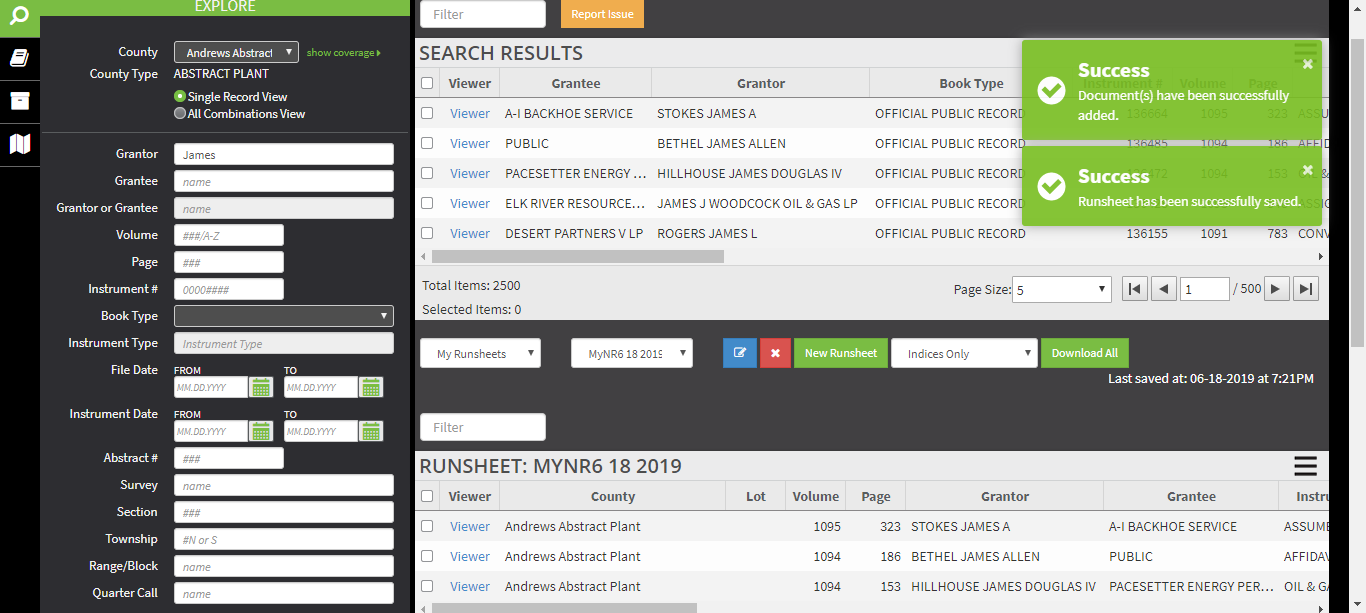 EXPLORE
County Andrews Abstract show coverage
County Type ABSTRACT PLANT
Single Record View
All Combinations View
Grantor James
Grantee name
Grantor or Grantee name
Volume ###/A-Z
Page ###
Instrument # 0000####
Book Type
Instrument Type Instrument Type
File Date FROM TO
MM.DD.YYYY MM.DD.YYYY
Instrument Date FROM TO
MM.DD.YYYY MM.DD.YYYY
Abstract # ###
Survey name
Section ###
Township #N or S
Range/Block name
Quarter Call name
Filter Report Issue
SEARCH RESULTS
Viewer Grantee Grantor Book Type Instrument # Volume Page
Viewer A-I BACKHOE SERVICE STOKES JAMES A OFFICIAL PUBLIC RECORD 136664 1095 323 ASSU
Viewer PUBLIC BETHEL JAMES ALLEN OFFICIAL PUBLIC RECORD 136485 1094 186 AFFID
Viewer PACESETTER ENERGY ... HILLHOUSE JAMES DOUGLAS IV OFFICIAL PUBLIC RECORD 1094 153
Viewer ELK RIVER RESOURCE... JAMES J WOODCOCK OIL & GAS LP OFFICIAL PUBLIC RECORD
Viewer DESERT PARTNERS V LP ROGERS JAMES L OFFICIAL PUBLIC RECORD 136155 1091 783 CONV
Success
Document(s) have been successfully
added.
Success
Runsheet has been successfully saved.
Total Items: 2500
Selected Items: 0
Page Size: 5 1 / 500
My Runsheets MyNR6 18 2019 New Runsheet Indices Only Download All
Last saved at: 06-18-2019 at 7:21PM
Filter
RUNSHEET: MYNR6 18 2019
Viewer County Lot Volume Page Grantor Grantee Instru
Viewer Andrews Abstract Plant 1095 323 STOKES JAMES A A-I BACKHOE SERVICE ASSUME
Viewer Andrews Abstract Plant 1094 186 BETHEL JAMES ALLEN PUBLIC AFFIDAV
Viewer Andrews Abstract Plant 1094 153 HILLHOUSE JAMES DOUGLAS IV PACESETTER ENERGY PER... OIL & G